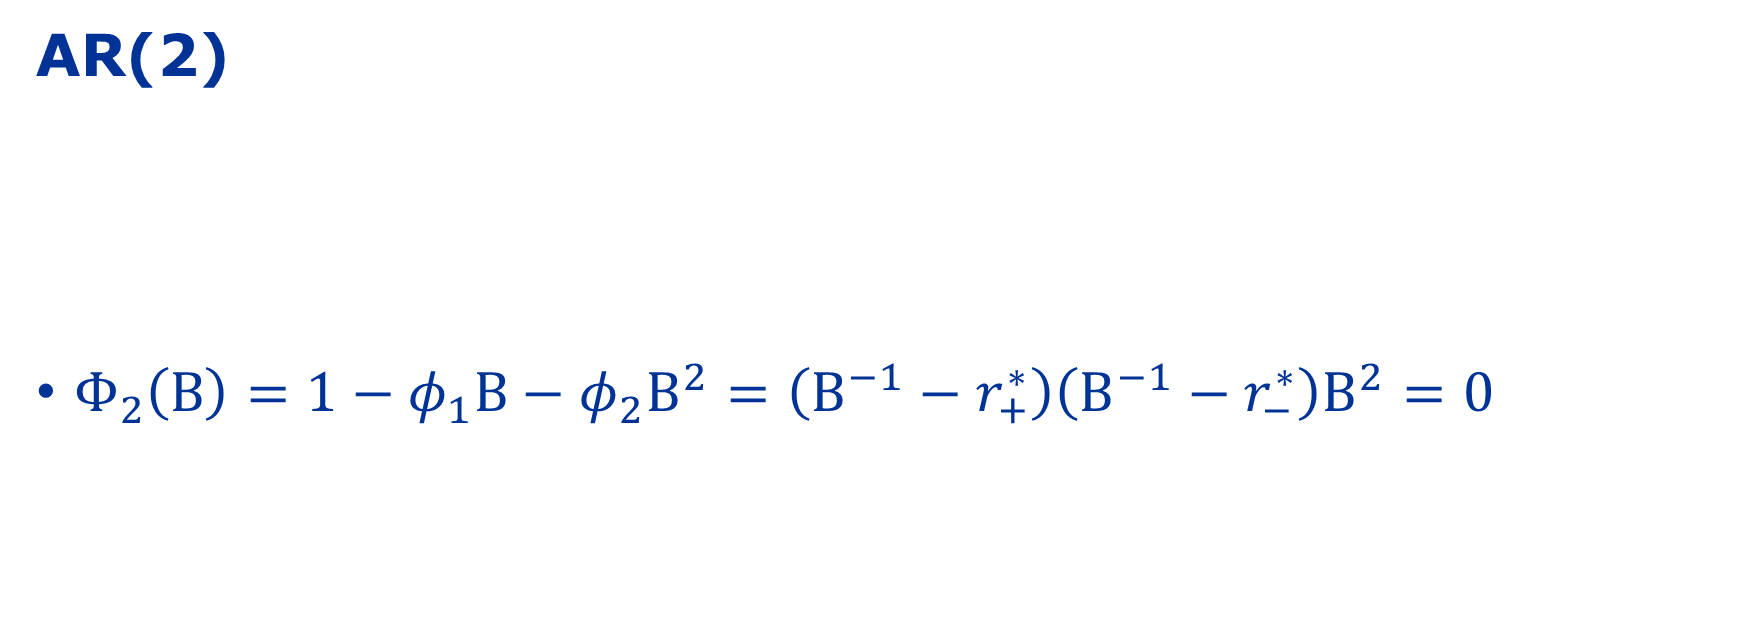 AR(2)
• Φ₂(B) = 1 − ϕ₁B − ϕ₂B² = (B⁻¹ − r₊*)(B⁻¹ − r₋*)B² = 0